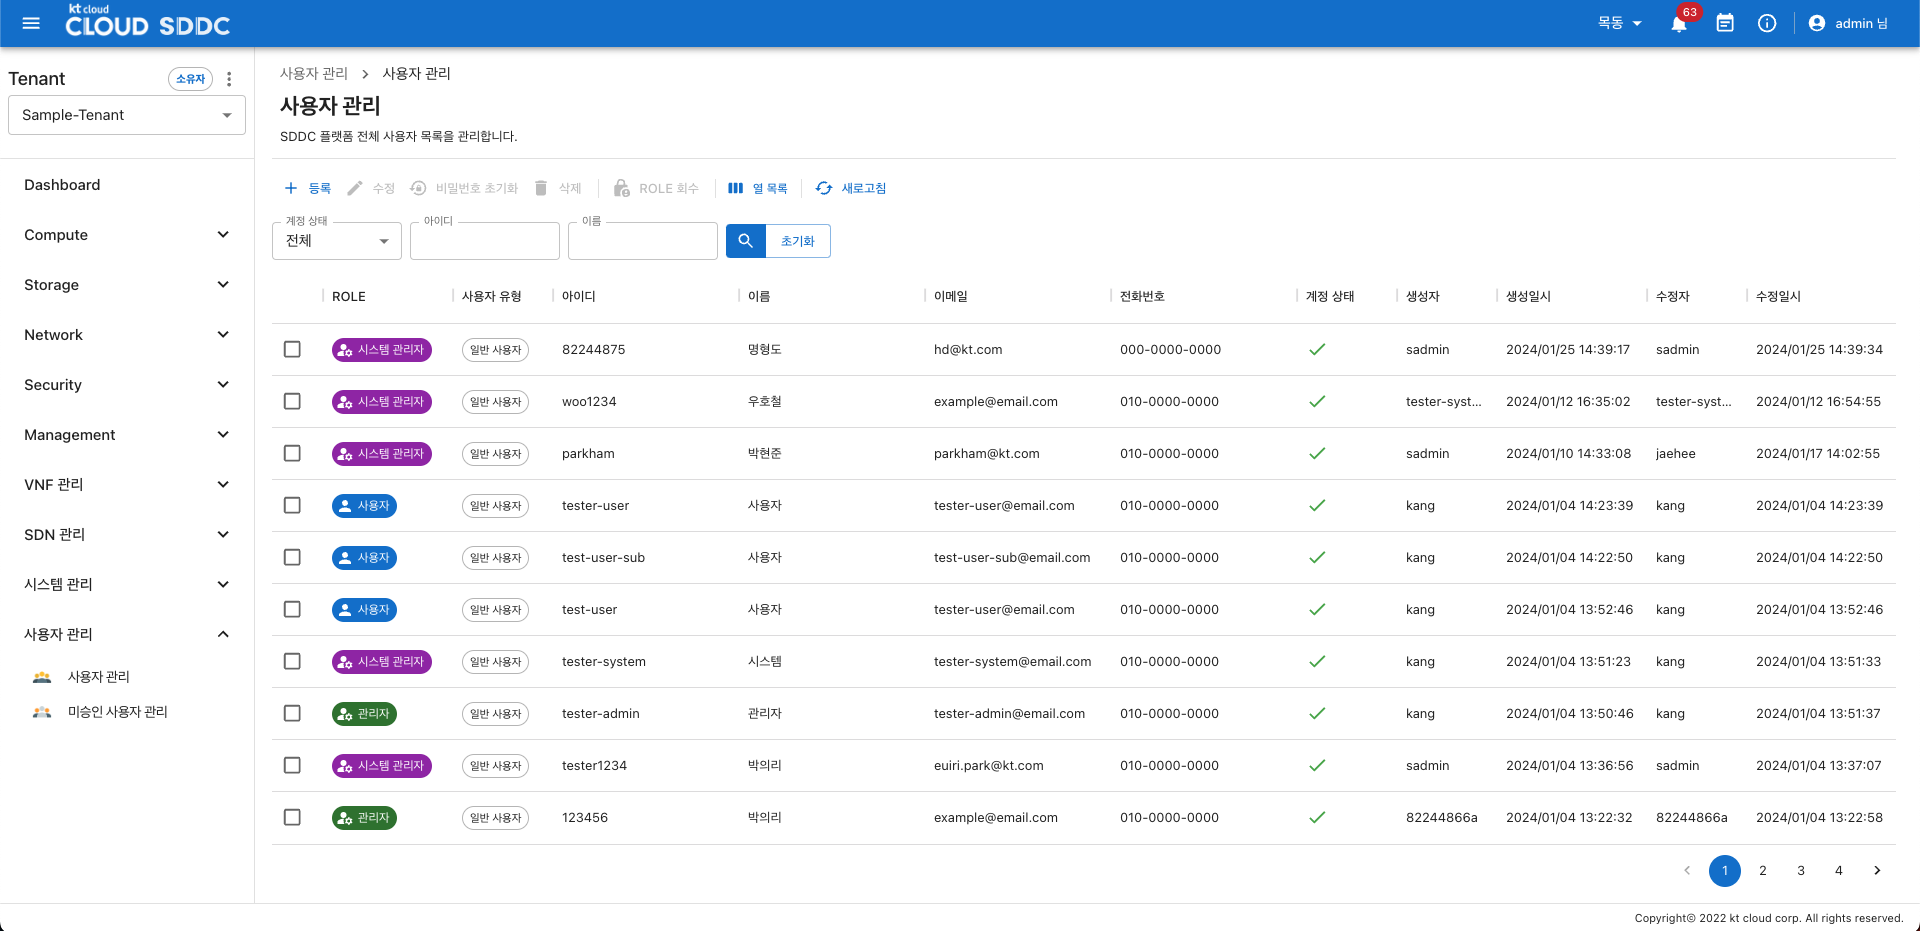 kt cloud
CLOUD SDDC
목동
63
admin 님
Tenant
소유자
Sample-Tenant
Dashboard
Compute
Storage
Network
Security
Management
VNF 관리
SDN 관리
시스템 관리
사용자 관리
사용자 관리
미승인 사용자 관리
사용자 관리 > 사용자 관리
사용자 관리
SDDC 플랫폼 전체 사용자 목록을 관리합니다.
등록 수정 비밀번호 초기화 삭제 ROLE 회수 열 목록 새로고침
계정 상태 아이디 이름
전체 초기화
ROLE 사용자 유형 아이디 이름 이메일 전화번호 계정 상태 생성자 생성일시 수정자 수정일시
시스템 관리자 일반 사용자 82244875 명형도 hd@kt.com 000-0000-0000 sadmin 2024/01/25 14:39:17 sadmin 2024/01/25 14:39:34
시스템 관리자 일반 사용자 woo1234 우호철 example@email.com 010-0000-0000 tester-syst... 2024/01/12 16:35:02 tester-syst... 2024/01/12 16:54:55
시스템 관리자 일반 사용자 parkham 박현준 parkham@kt.com 010-0000-0000 sadmin 2024/01/10 14:33:08 jaehee 2024/01/17 14:02:55
사용자 일반 사용자 tester-user 사용자 tester-user@email.com 010-0000-0000 kang 2024/01/04 14:23:39 kang 2024/01/04 14:23:39
사용자 일반 사용자 test-user-sub 사용자 test-user-sub@email.com 010-0000-0000 kang 2024/01/04 14:22:50 kang 2024/01/04 14:22:50
사용자 일반 사용자 test-user 사용자 tester-user@email.com 010-0000-0000 kang 2024/01/04 13:52:46 kang 2024/01/04 13:52:46
시스템 관리자 일반 사용자 tester-system 시스템 tester-system@email.com 010-0000-0000 kang 2024/01/04 13:51:23 kang 2024/01/04 13:51:33
관리자 일반 사용자 tester-admin 관리자 tester-admin@email.com 010-0000-0000 kang 2024/01/04 13:50:46 kang 2024/01/04 13:51:37
시스템 관리자 일반 사용자 tester1234 박의리 euiri.park@kt.com 010-0000-0000 sadmin 2024/01/04 13:36:56 sadmin 2024/01/04 13:37:07
관리자 일반 사용자 123456 박의리 example@email.com 010-0000-0000 82244866a 2024/01/04 13:22:32 82244866a 2024/01/04 13:22:58
1 2 3 4
Copyright© 2022 kt cloud corp. All rights reserved.